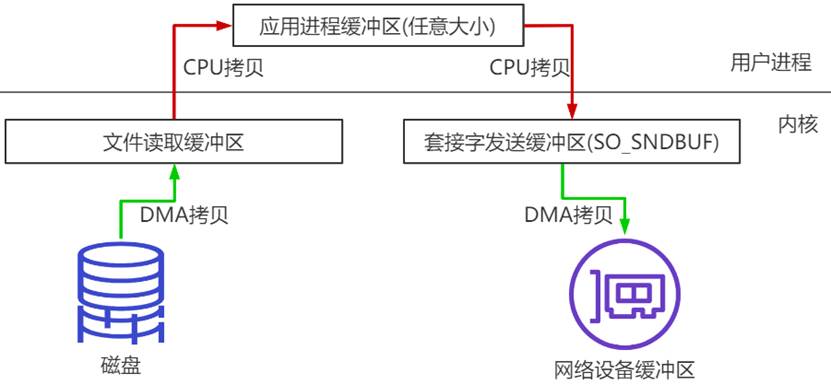 应用进程缓冲区(任意大小)
CPU拷贝
CPU拷贝
用户进程
内核
文件读取缓冲区
套接字发送缓冲区(SO_SNDBUF)
DMA拷贝
DMA拷贝
磁盘
网络设备缓冲区